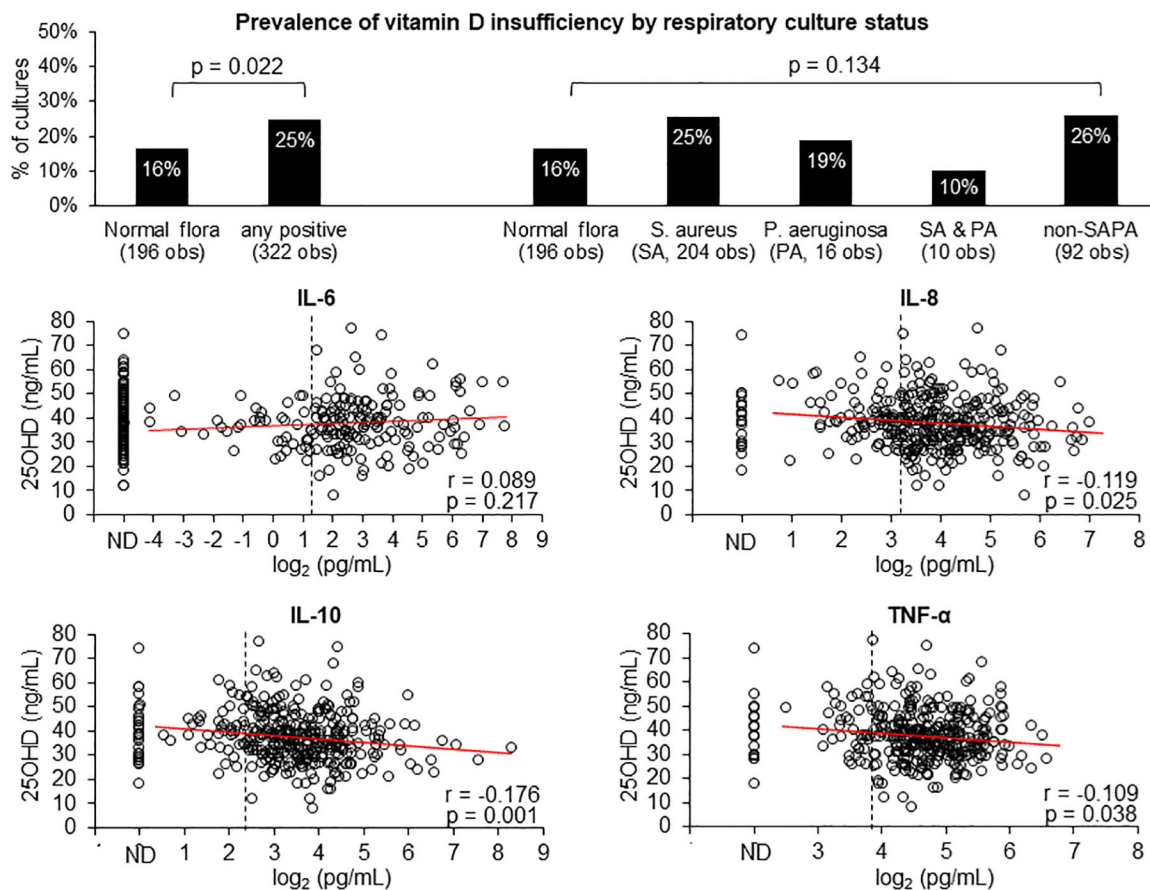 Prevalence of vitamin D insufficiency by respiratory culture status
% of cultures
50%
40%
30%
20%
10%
0%
p = 0.022
p = 0.134
16%
25%
16%
25%
19%
10%
26%
Normal flora
(196 obs)
any positive
(322 obs)
Normal flora
(196 obs)
S. aureus
(SA, 204 obs)
P. aeruginosa
(PA, 16 obs)
SA & PA
(10 obs)
non-SAPA
(92 obs)
IL-6
25OHD (ng/mL)
80
70
60
50
40
30
20
10
0
r = 0.089
p = 0.217
ND -4 -3 -2 -1 0 1 2 3 4 5 6 7 8 9
log₂ (pg/mL)
IL-8
25OHD (ng/mL)
80
70
60
50
40
30
20
10
0
r = -0.119
p = 0.025
ND 1 2 3 4 5 6 7 8
log₂ (pg/mL)
IL-10
25OHD (ng/mL)
80
70
60
50
40
30
20
10
0
r = -0.176
p = 0.001
ND 1 2 3 4 5 6 7 8 9
log₂ (pg/mL)
TNF-α
25OHD (ng/mL)
80
70
60
50
40
30
20
10
0
r = -0.109
p = 0.038
ND 3 4 5 6 7 8
log₂ (pg/mL)